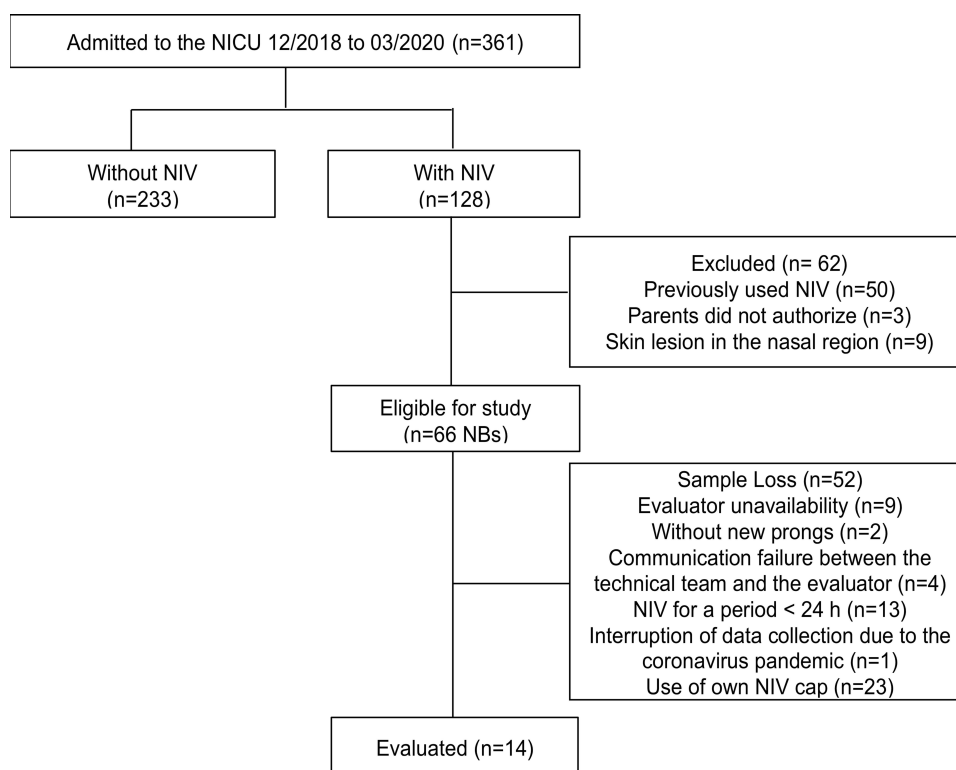 Admitted to the NICU 12/2018 to 03/2020 (n=361)
Without NIV
(n=233)
With NIV
(n=128)
Excluded (n= 62)
Previously used NIV (n=50)
Parents did not authorize (n=3)
Skin lesion in the nasal region (n=9)
Eligible for study
(n=66 NBs)
Sample Loss (n=52)
Evaluator unavailability (n=9)
Without new prongs (n=2)
Communication failure between the
technical team and the evaluator (n=4)
NIV for a period < 24 h (n=13)
Interruption of data collection due to the
coronavirus pandemic (n=1)
Use of own NIV cap (n=23)
Evaluated (n=14)